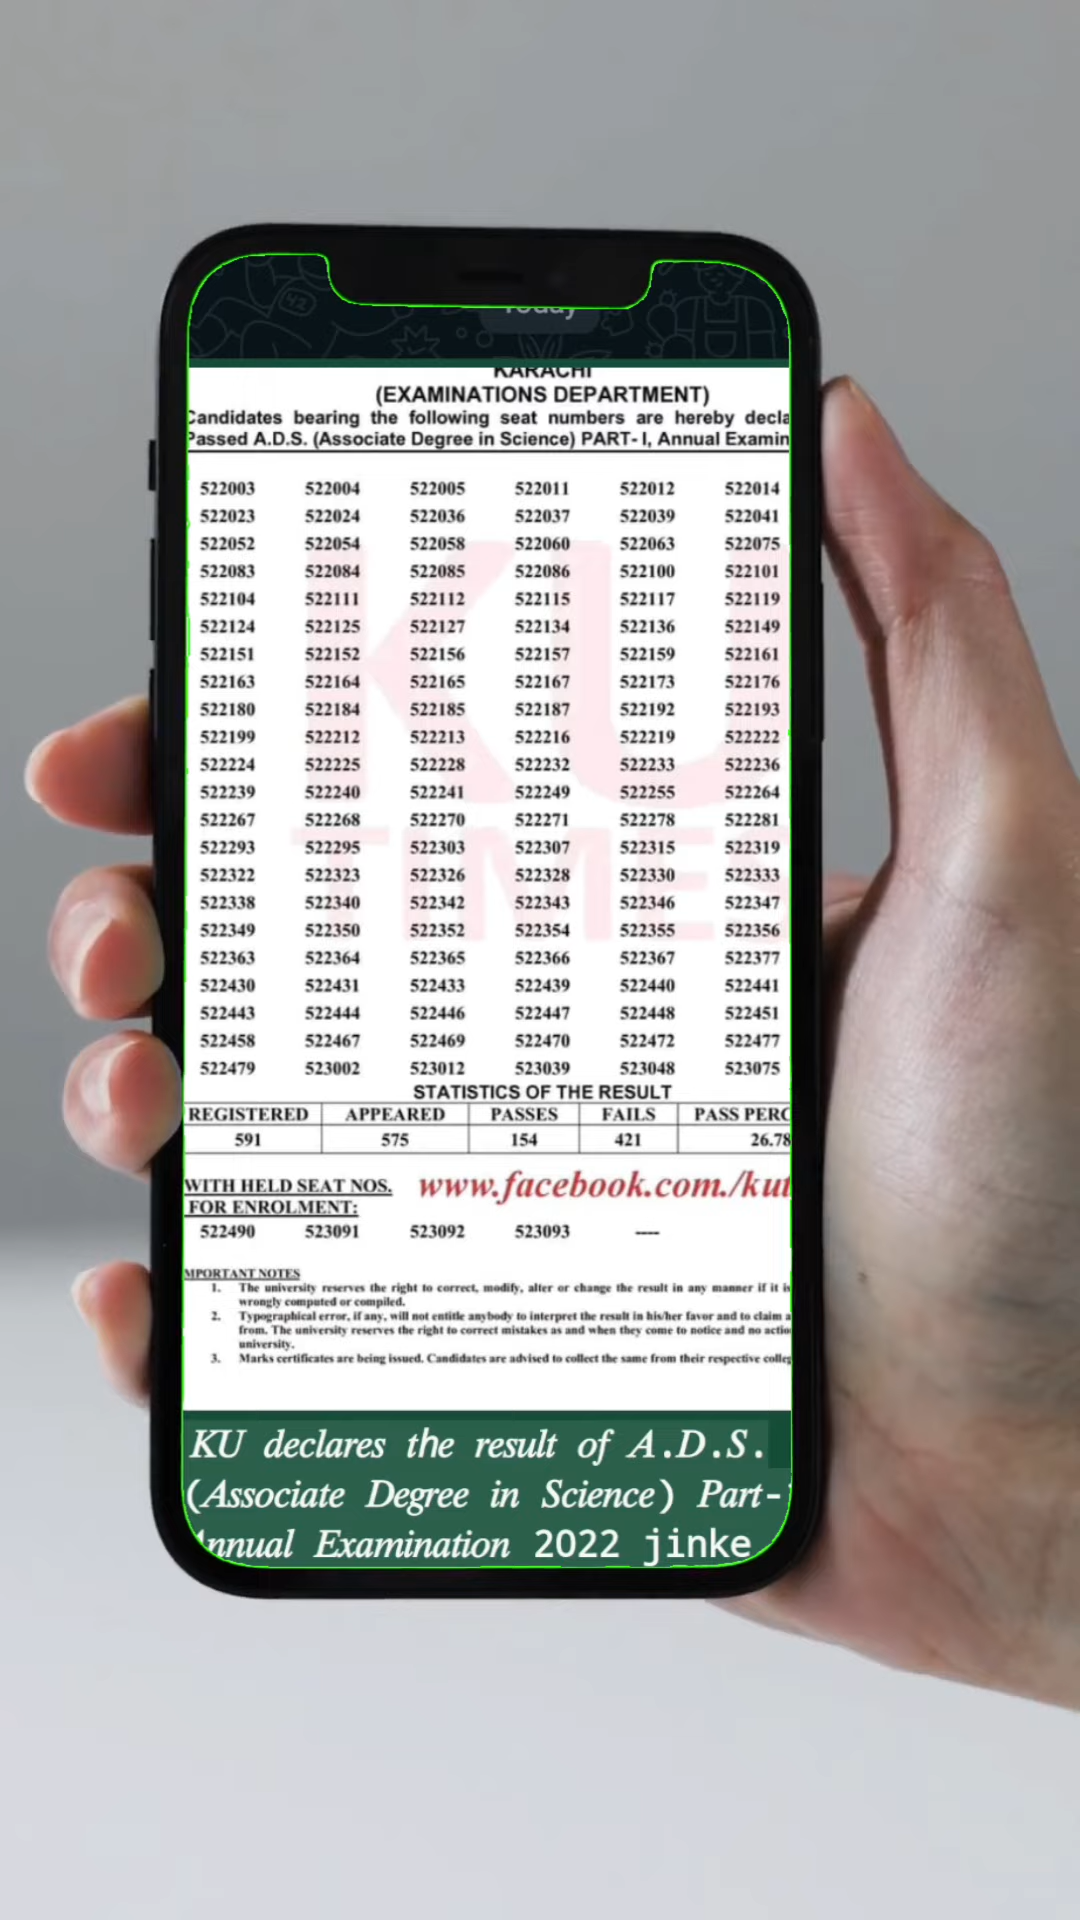 Today
KARACHI
(EXAMINATIONS DEPARTMENT)
Candidates bearing the following seat numbers are hereby decla
Passed A.D.S. (Associate Degree in Science) PART- I, Annual Examin
522003 522004 522005 522011 522012 522014
522023 522024 522036 522037 522039 522041
522052 522054 522058 522060 522063 522075
522083 522084 522085 522086 522100 522101
522104 522111 522112 522115 522117 522119
522124 522125 522127 522134 522136 522149
522151 522152 522156 522157 522159 522161
522163 522164 522165 522167 522173 522176
522180 522184 522185 522187 522192 522193
522199 522212 522213 522216 522219 522222
522224 522225 522228 522232 522233 522236
522239 522240 522241 522249 522255 522264
522267 522268 522270 522271 522278 522281
522293 522295 522303 522307 522315 522319
522322 522323 522326 522328 522330 522333
522338 522340 522342 522343 522346 522347
522349 522350 522352 522354 522355 522356
522363 522364 522365 522366 522367 522377
522430 522431 522433 522439 522440 522441
522443 522444 522446 522447 522448 522451
522458 522467 522469 522470 522472 522477
522479 523002 523012 523039 523048 523075
KU
TIMES
STATISTICS OF THE RESULT
REGISTERED APPEARED PASSES FAILS PASS PERC
591 575 154 421 26.78
WITH HELD SEAT NOS. www.facebook.com./kut
FOR ENROLMENT:
522490 523091 523092 523093 ----
MPORTANT NOTES
1. The university reserves the right to correct, modify, alter or change the result in any manner if it i
wrongly computed or compiled.
2. Typographical error, if any, will not entitle anybody to interpret the result in his/her favor and to claim a
from. The university reserves the right to correct mistakes as and when they come to notice and no actio
university.
3. Marks certificates are being issued. Candidates are advised to collect the same from their respective colleg
KU declares the result of A.D.S.
(Associate Degree in Science) Part-
Annual Examination 2022 jinke